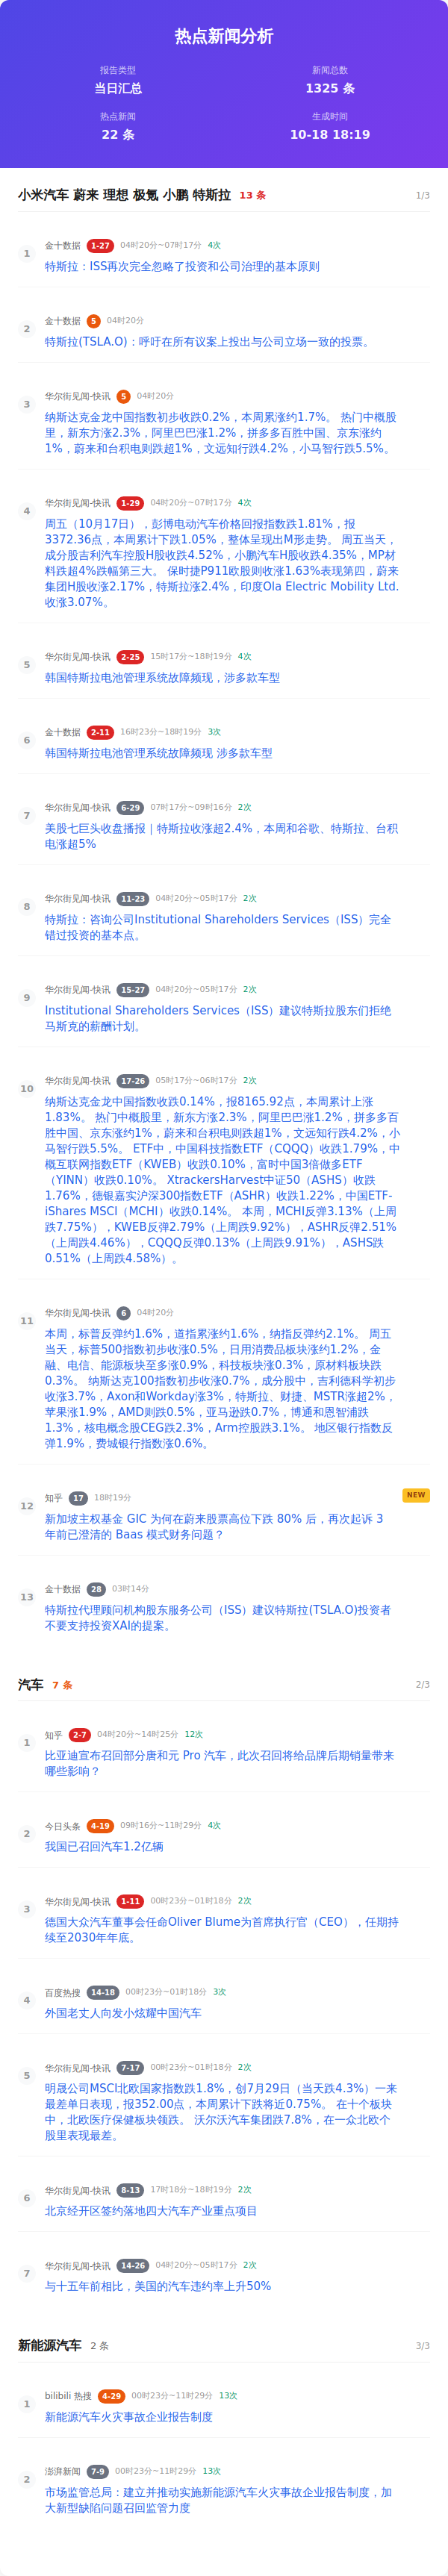 热点新闻分析
报告类型
当日汇总
新闻总数
1325 条
热点新闻
22 条
生成时间
10-18 18:19
小米汽车 蔚来 理想 极氪 小鹏 特斯拉 13 条 1/3
1 金十数据 1-27 04时20分~07时17分 4次
特斯拉：ISS再次完全忽略了投资和公司治理的基本原则
2 金十数据 5 04时20分
特斯拉(TSLA.O)：呼吁在所有议案上投出与公司立场一致的投票。
3 华尔街见闻-快讯 5 04时20分
纳斯达克金龙中国指数初步收跌0.2%，本周累涨约1.7%。 热门中概股
里，新东方涨2.3%，阿里巴巴涨1.2%，拼多多百胜中国、京东涨约
1%，蔚来和台积电则跌超1%，文远知行跌4.2%，小马智行跌5.5%。
4 华尔街见闻-快讯 1-29 04时20分~07时17分 4次
周五（10月17日），彭博电动汽车价格回报指数跌1.81%，报
3372.36点，本周累计下跌1.05%，整体呈现出M形走势。 周五当天，
成分股吉利汽车控股H股收跌4.52%，小鹏汽车H股收跌4.35%，MP材
料跌超4%跌幅第三大。 保时捷P911欧股则收涨1.63%表现第四，蔚来
集团H股收涨2.17%，特斯拉涨2.4%，印度Ola Electric Mobility Ltd.
收涨3.07%。
5 华尔街见闻-快讯 2-25 15时17分~18时19分 4次
韩国特斯拉电池管理系统故障频现，涉多款车型
6 金十数据 2-11 16时23分~18时19分 3次
韩国特斯拉电池管理系统故障频现 涉多款车型
7 华尔街见闻-快讯 6-29 07时17分~09时16分 2次
美股七巨头收盘播报｜特斯拉收涨超2.4%，本周和谷歌、特斯拉、台积
电涨超5%
8 华尔街见闻-快讯 11-23 04时20分~05时17分 2次
特斯拉：咨询公司Institutional Shareholders Services（ISS）完全
错过投资的基本点。
9 华尔街见闻-快讯 15-27 04时20分~05时17分 2次
Institutional Shareholders Services（ISS）建议特斯拉股东们拒绝
马斯克的薪酬计划。
10 华尔街见闻-快讯 17-26 05时17分~06时17分 2次
纳斯达克金龙中国指数收跌0.14%，报8165.92点，本周累计上涨
1.83%。 热门中概股里，新东方涨2.3%，阿里巴巴涨1.2%，拼多多百
胜中国、京东涨约1%，蔚来和台积电则跌超1%，文远知行跌4.2%，小
马智行跌5.5%。 ETF中，中国科技指数ETF（CQQQ）收跌1.79%，中
概互联网指数ETF（KWEB）收跌0.10%，富时中国3倍做多ETF
（YINN）收跌0.10%。 XtrackersHarvest中证50（ASHS）收跌
1.76%，德银嘉实沪深300指数ETF（ASHR）收跌1.22%，中国ETF-
iShares MSCI（MCHI）收跌0.14%。 本周，MCHI反弹3.13%（上周
跌7.75%），KWEB反弹2.79%（上周跌9.92%），ASHR反弹2.51%
（上周跌4.46%），CQQQ反弹0.13%（上周跌9.91%），ASHS跌
0.51%（上周跌4.58%）。
11 华尔街见闻-快讯 6 04时20分
本周，标普反弹约1.6%，道指累涨约1.6%，纳指反弹约2.1%。 周五
当天，标普500指数初步收涨0.5%，日用消费品板块涨约1.2%，金
融、电信、能源板块至多涨0.9%，科技板块涨0.3%，原材料板块跌
0.3%。 纳斯达克100指数初步收涨0.7%，成分股中，吉利德科学初步
收涨3.7%，Axon和Workday涨3%，特斯拉、财捷、MSTR涨超2%，
苹果涨1.9%，AMD则跌0.5%，亚马逊跌0.7%，博通和恩智浦跌
1.3%，核电概念股CEG跌2.3%，Arm控股跌3.1%。 地区银行指数反
弹1.9%，费城银行指数涨0.6%。
12 知乎 17 18时19分 NEW
新加坡主权基金 GIC 为何在蔚来股票高位下跌 80% 后，再次起诉 3
年前已澄清的 Baas 模式财务问题？
13 金十数据 28 03时14分
特斯拉代理顾问机构股东服务公司（ISS）建议特斯拉(TSLA.O)投资者
不要支持投资XAI的提案。
汽车 7 条 2/3
1 知乎 2-7 04时20分~14时25分 12次
比亚迪宣布召回部分唐和元 Pro 汽车，此次召回将给品牌后期销量带来
哪些影响？
2 今日头条 4-19 09时16分~11时29分 4次
我国已召回汽车1.2亿辆
3 华尔街见闻-快讯 1-11 00时23分~01时18分 2次
德国大众汽车董事会任命Oliver Blume为首席执行官（CEO），任期持
续至2030年年底。
4 百度热搜 14-18 00时23分~01时18分 3次
外国老丈人向发小炫耀中国汽车
5 华尔街见闻-快讯 7-17 00时23分~01时18分 2次
明晟公司MSCI北欧国家指数跌1.8%，创7月29日（当天跌4.3%）一来
最差单日表现，报352.00点，本周累计下跌将近0.75%。 在十个板块
中，北欧医疗保健板块领跌。 沃尔沃汽车集团跌7.8%，在一众北欧个
股里表现最差。
6 华尔街见闻-快讯 8-13 17时18分~18时19分 2次
北京经开区签约落地四大汽车产业重点项目
7 华尔街见闻-快讯 14-26 04时20分~05时17分 2次
与十五年前相比，美国的汽车违约率上升50%
新能源汽车 2 条 3/3
1 bilibili 热搜 4-29 00时23分~11时29分 13次
新能源汽车火灾事故企业报告制度
2 澎湃新闻 7-9 00时23分~11时29分 13次
市场监管总局：建立并推动实施新能源汽车火灾事故企业报告制度，加
大新型缺陷问题召回监管力度